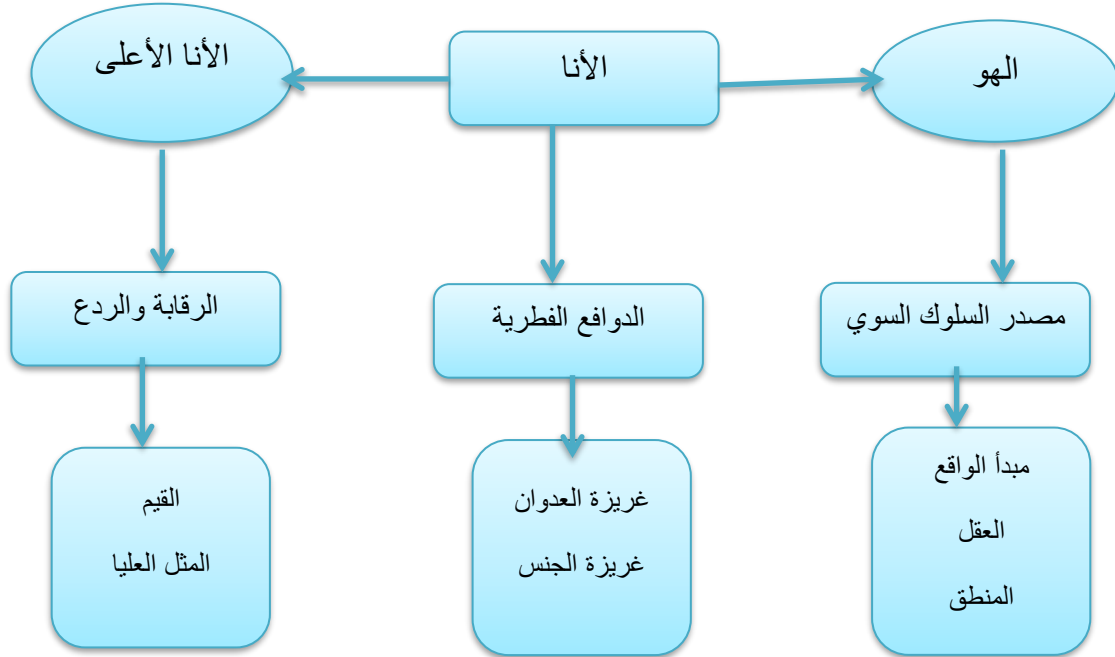 الهو
الأنا
الأنا الأعلى
مصدر السلوك السوي
الدوافع الفطرية
الرقابة والردع
مبدأ الواقع
العقل
المنطق
غريزة العدوان
غريزة الجنس
القيم
المثل العليا